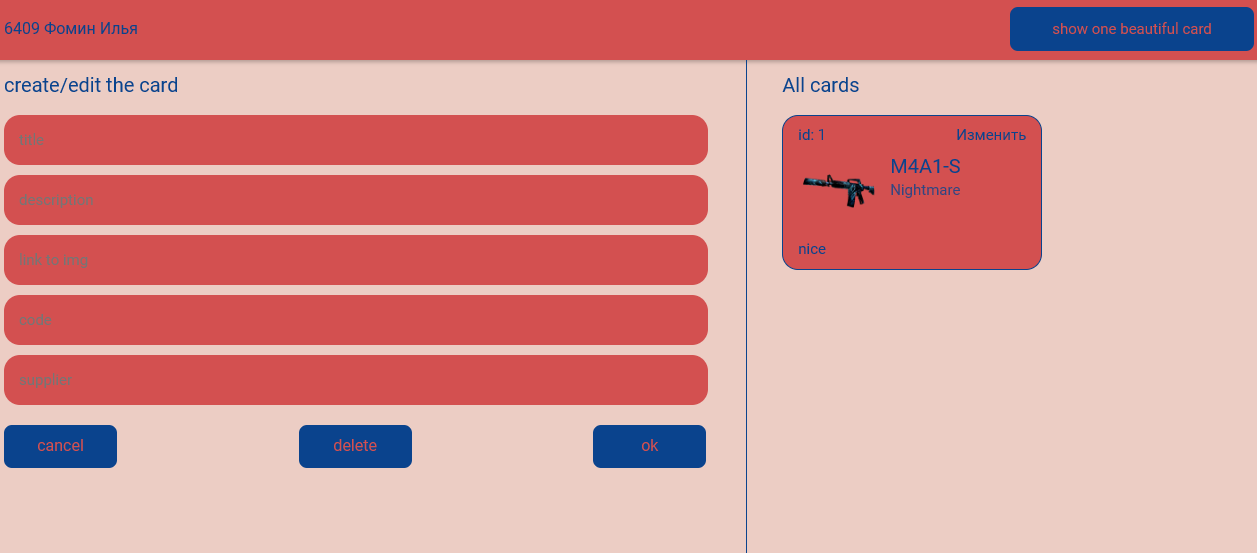 6409 Фомин Илья
show one beautiful card
create/edit the card
title
description
link to img
code
supplier
cancel
delete
ok
All cards
id: 1
Изменить
M4A1-S
Nightmare
nice